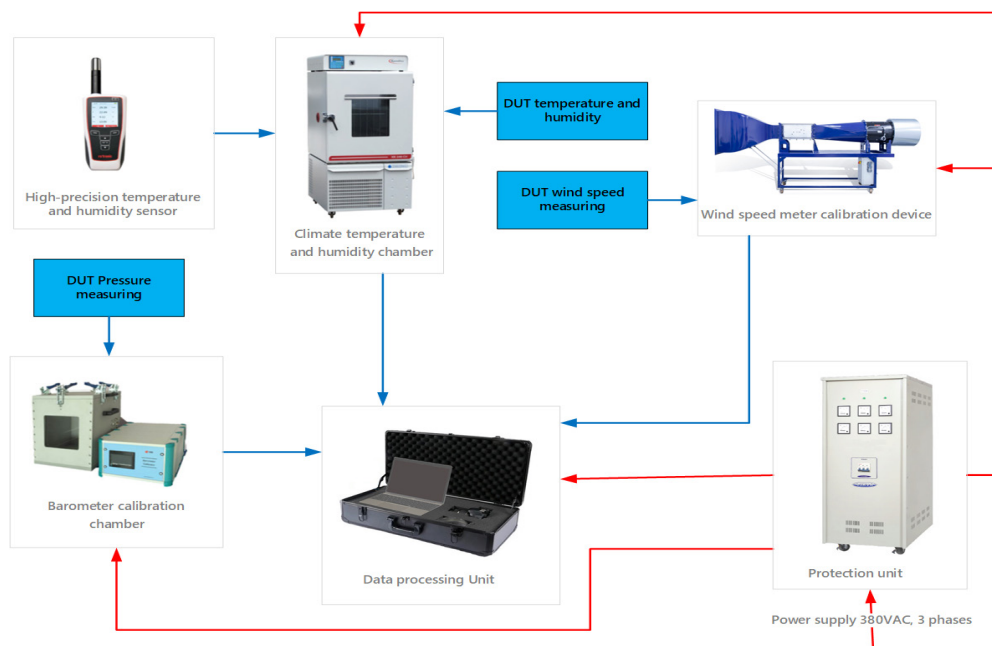 DUT temperature and
humidity
High-precision temperature
and humidity sensor
DUT wind speed
measuring
Wind speed meter calibration device
Climate temperature
and humidity chamber
DUT Pressure
measuring
Barometer calibration
chamber
Data processing Unit
Protection unit
Power supply 380VAC, 3 phases